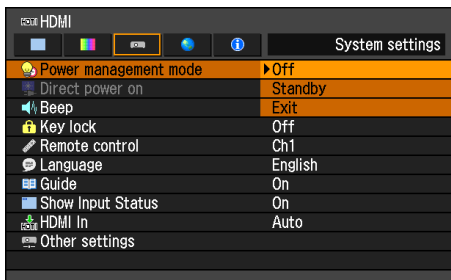 HDMI
System settings
Power management mode Off
Direct power on Standby
Beep Exit
Key lock Off
Remote control Ch1
Language English
Guide On
Show Input Status On
HDMI In Auto
Other settings